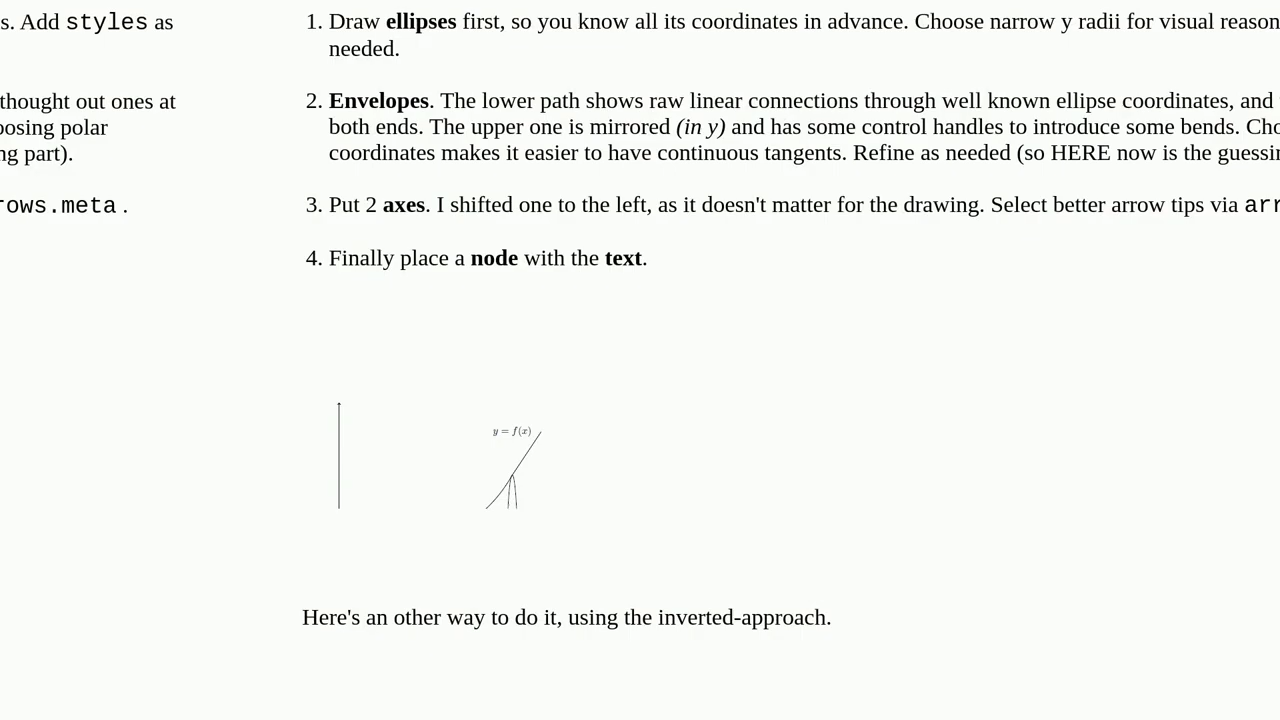 s. Add styles as
thought out ones at
posing polar
ng part).
rows.meta .
1. Draw ellipses first, so you know all its coordinates in advance. Choose narrow y radii for visual reason
needed.
2. Envelopes. The lower path shows raw linear connections through well known ellipse coordinates, and
both ends. The upper one is mirrored (in y) and has some control handles to introduce some bends. Cho
coordinates makes it easier to have continuous tangents. Refine as needed (so HERE now is the guessin
3. Put 2 axes. I shifted one to the left, as it doesn't matter for the drawing. Select better arrow tips via arr
4. Finally place a node with the text.
y = f(x)
Here's an other way to do it, using the inverted-approach.